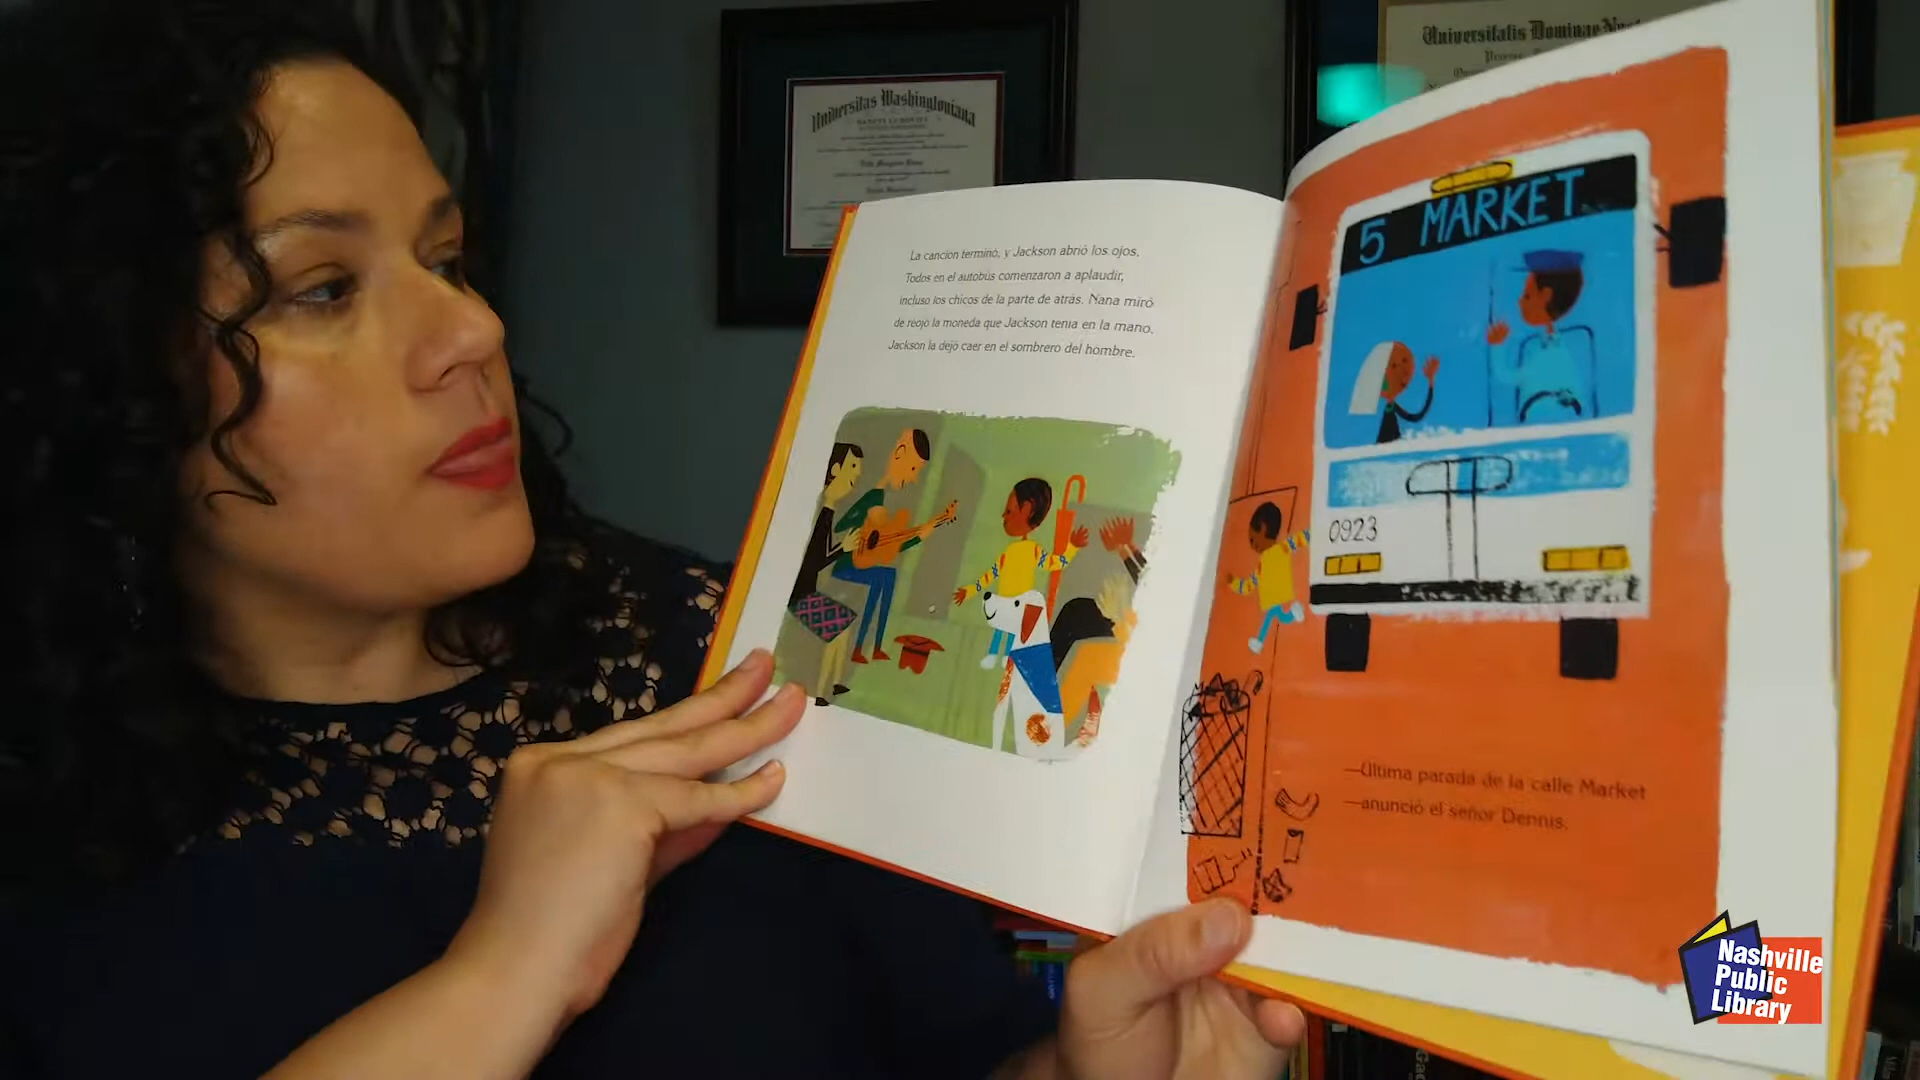 Universitas Washingtoniana
Universitatis Dominae
La canción terminó, y Jackson abrió los ojos.
Todos en el autobús comenzaron a aplaudir,
incluso los chicos de la parte de atrás. Nana miró
de reojo la moneda que Jackson tenía en la mano.
Jackson la dejó caer en el sombrero del hombre.
5 MARKET
0923
—Última parada de la calle Market
—anunció el señor Dennis.
Nashville
Public
Library